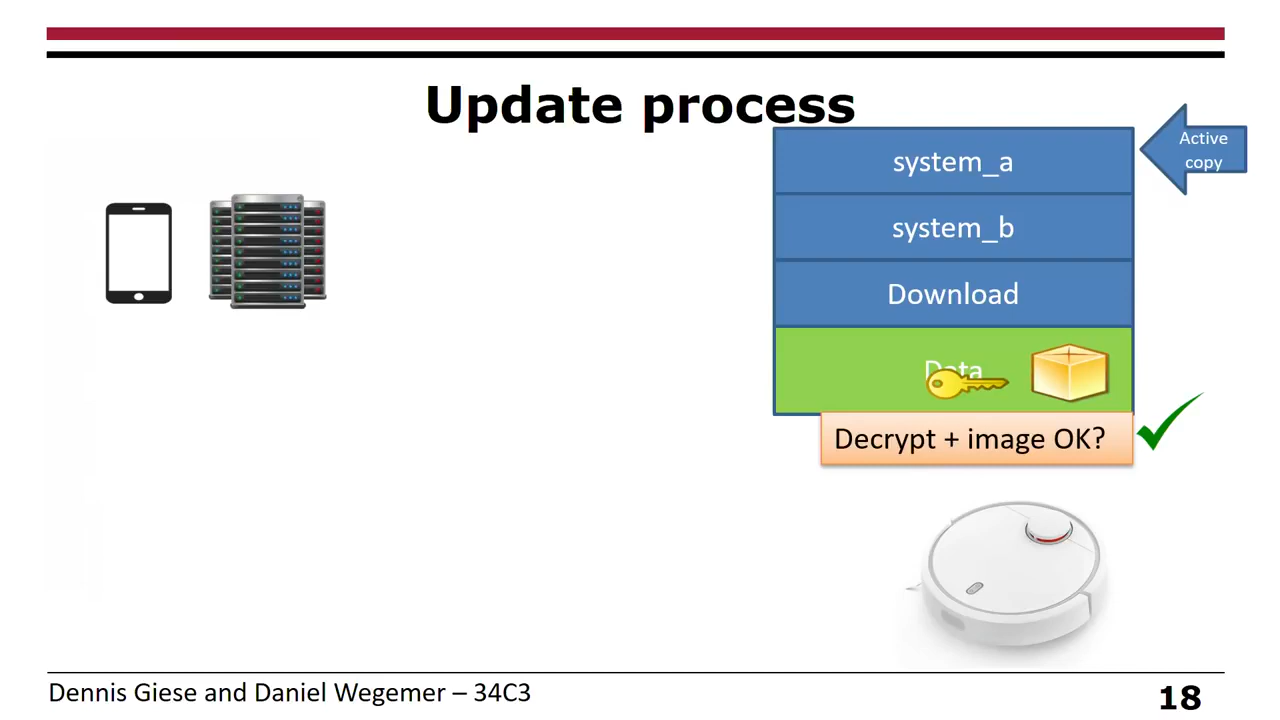 Update process
system_a
Active
copy
system_b
Download
Data
Decrypt + image OK?
Dennis Giese and Daniel Wegemer – 34C3
18